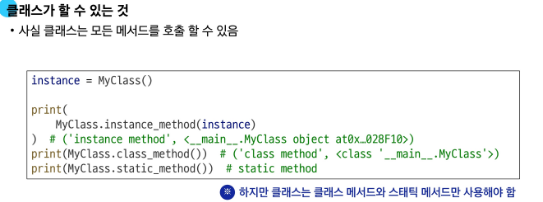 클래스가 할 수 있는 것
• 사실 클래스는 모든 메서드를 호출 할 수 있음
instance = MyClass()
print(
    MyClass.instance_method(instance)
)  # ('instance method', <__main__.MyClass object at0x…028F10>)
print(MyClass.class_method())  # ('class method', <class '__main__.MyClass'>)
print(MyClass.static_method())  # static method
※ 하지만 클래스는 클래스 메서드와 스태틱 메서드만 사용해야 함